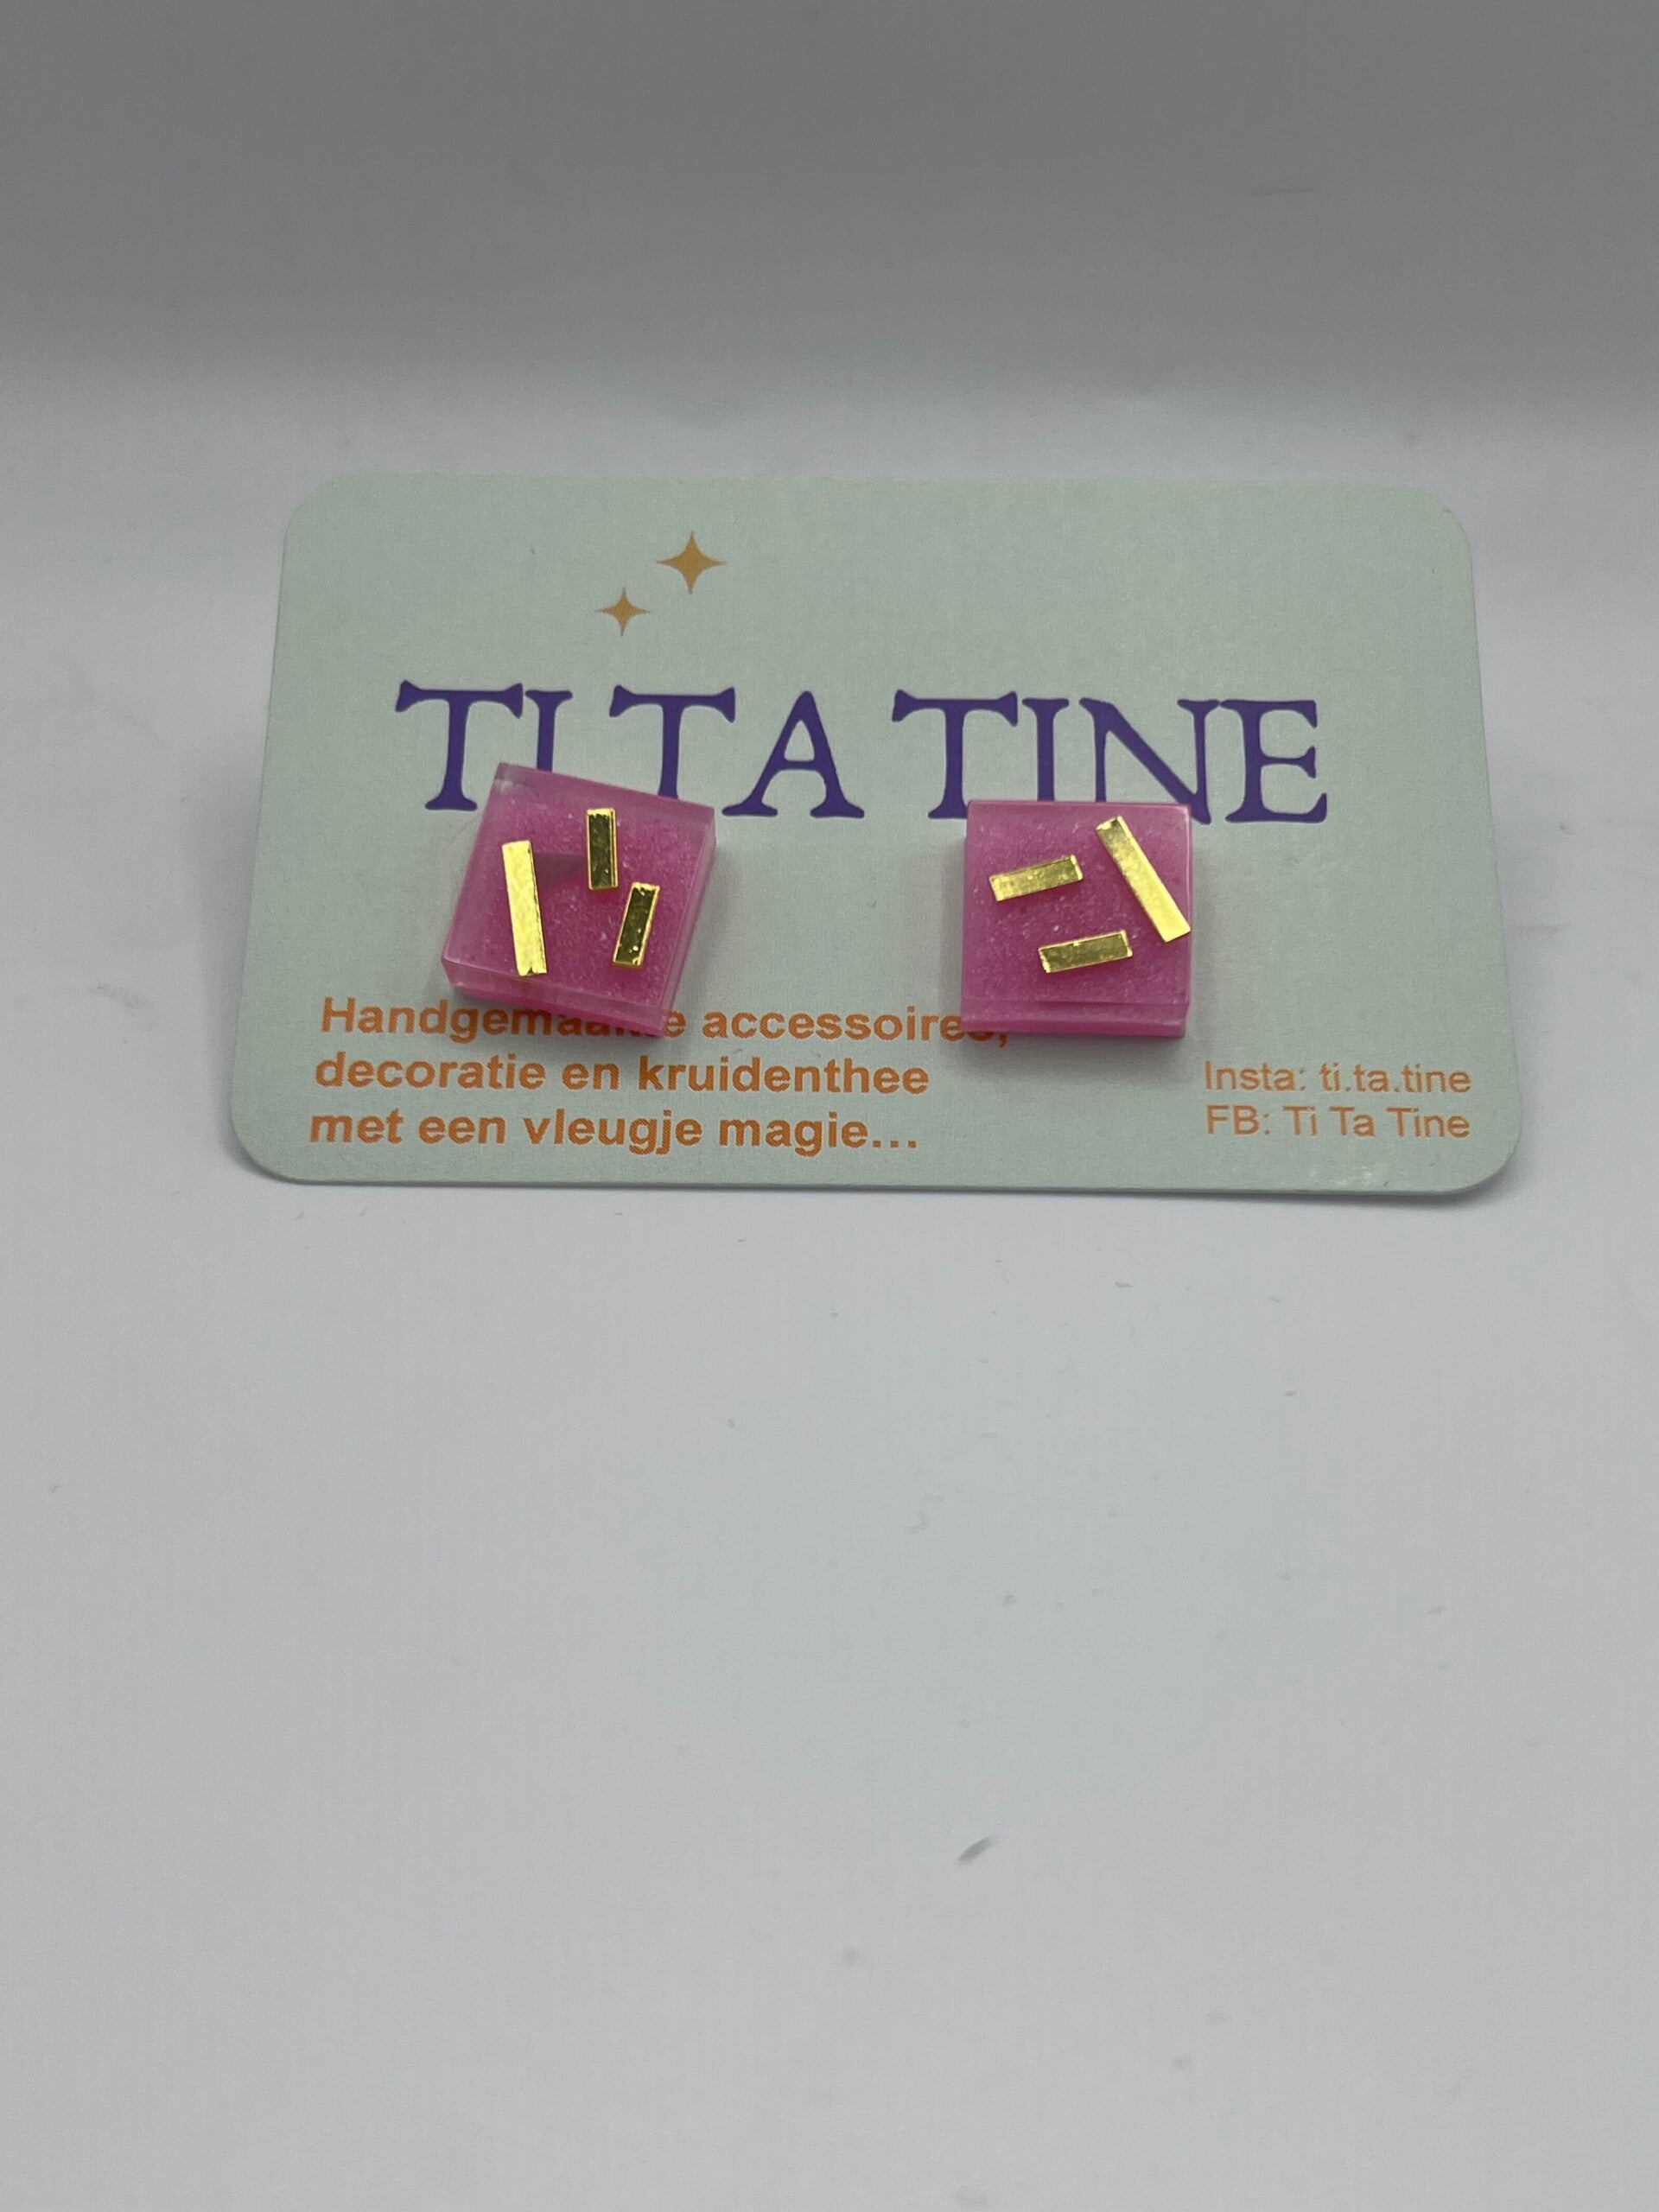 TI TA TINE
Handgemaakte accessoires,
decoratie en kruidenthee
met een vleugje magie...
Insta: ti.ta.tine
FB: Ti Ta Tine